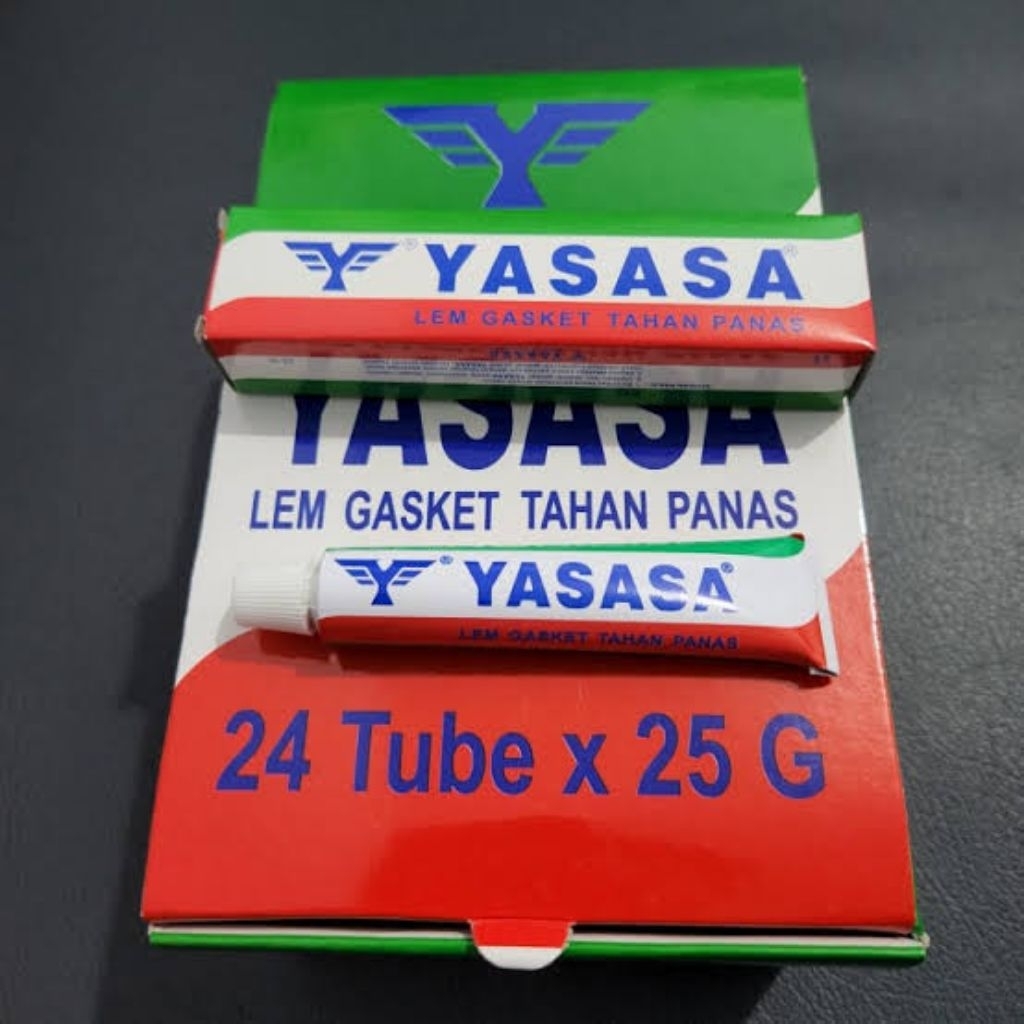 YASASA®
LEM GASKET TAHAN PANAS
YASASA
LEM GASKET TAHAN PANAS
YASASA®
LEM GASKET TAHAN PANAS
24 Tube x 25 G